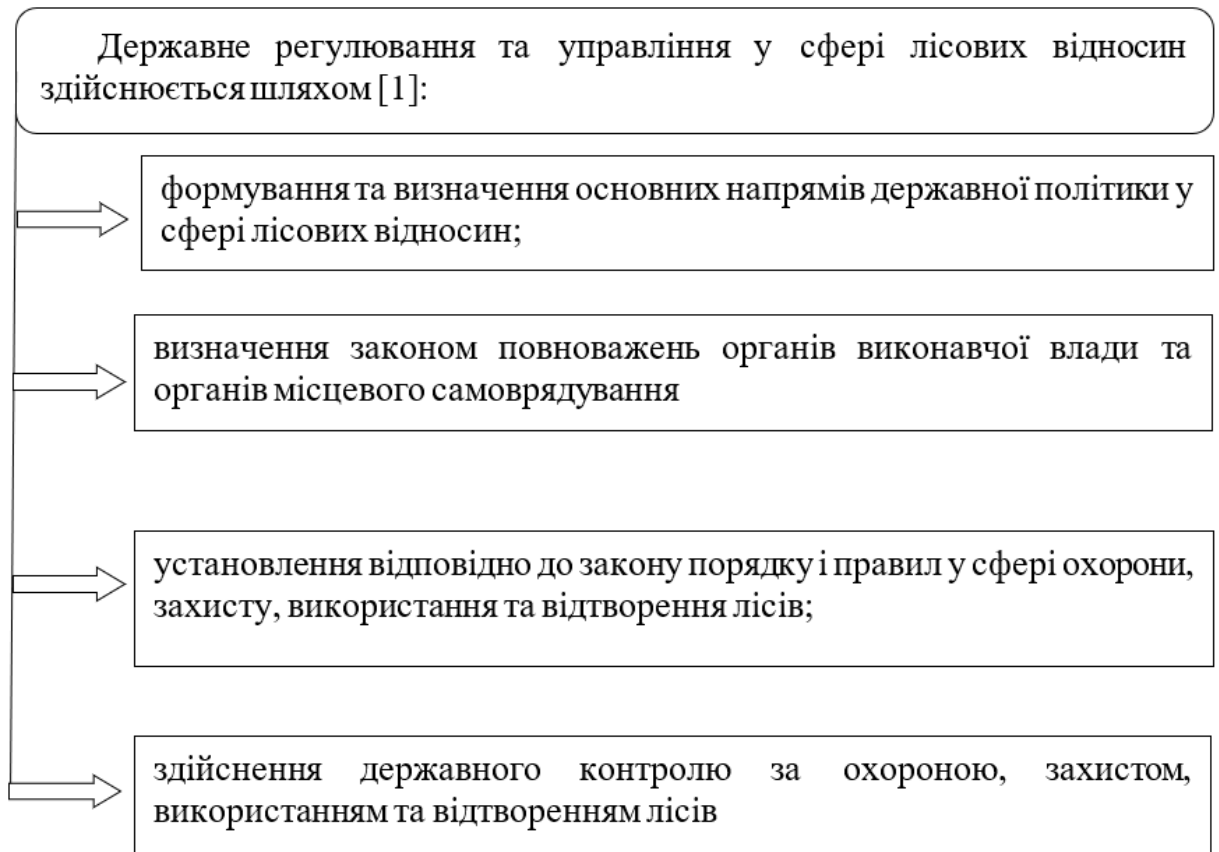 Державне регулювання та управління у сфері лісових відносин
здійснюється шляхом [1]:
формування та визначення основних напрямів державної політики у
сфері лісових відносин;
визначення законом повноважень органів виконавчої влади та
органів місцевого самоврядування
установлення відповідно до закону порядку і правил у сфері охорони,
захисту, використання та відтворення лісів;
здійснення державного контролю за охороною, захистом,
використанням та відтворенням лісів